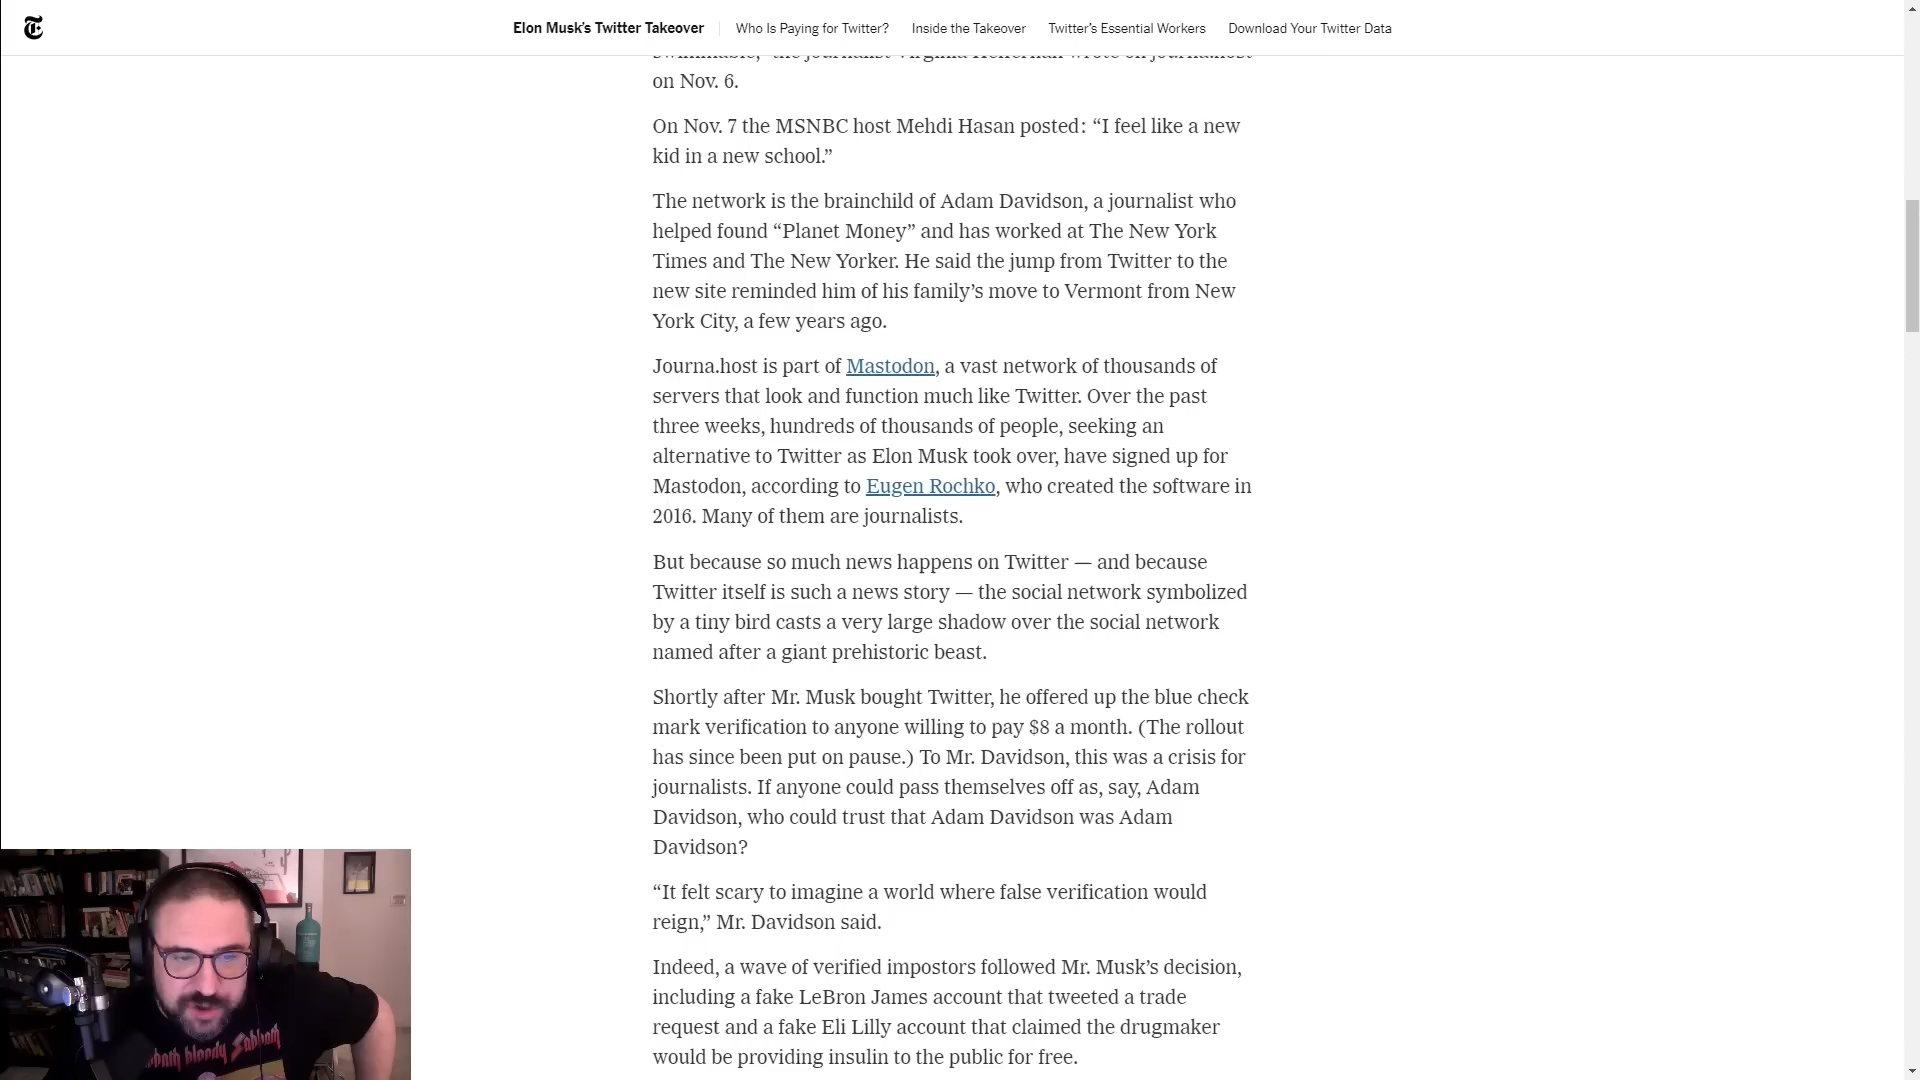 Elon Musk’s Twitter Takeover
Who Is Paying for Twitter?
Inside the Takeover
Twitter’s Essential Workers
Download Your Twitter Data
on Nov. 6.
On Nov. 7 the MSNBC host Mehdi Hasan posted: “I feel like a new
kid in a new school.”
The network is the brainchild of Adam Davidson, a journalist who
helped found “Planet Money” and has worked at The New York
Times and The New Yorker. He said the jump from Twitter to the
new site reminded him of his family’s move to Vermont from New
York City, a few years ago.
Journa.host is part of Mastodon, a vast network of thousands of
servers that look and function much like Twitter. Over the past
three weeks, hundreds of thousands of people, seeking an
alternative to Twitter as Elon Musk took over, have signed up for
Mastodon, according to Eugen Rochko, who created the software in
2016. Many of them are journalists.
But because so much news happens on Twitter — and because
Twitter itself is such a news story — the social network symbolized
by a tiny bird casts a very large shadow over the social network
named after a giant prehistoric beast.
Shortly after Mr. Musk bought Twitter, he offered up the blue check
mark verification to anyone willing to pay $8 a month. (The rollout
has since been put on pause.) To Mr. Davidson, this was a crisis for
journalists. If anyone could pass themselves off as, say, Adam
Davidson, who could trust that Adam Davidson was Adam
Davidson?
“It felt scary to imagine a world where false verification would
reign,” Mr. Davidson said.
Indeed, a wave of verified impostors followed Mr. Musk’s decision,
including a fake LeBron James account that tweeted a trade
request and a fake Eli Lilly account that claimed the drugmaker
would be providing insulin to the public for free.
bloody Sabbath